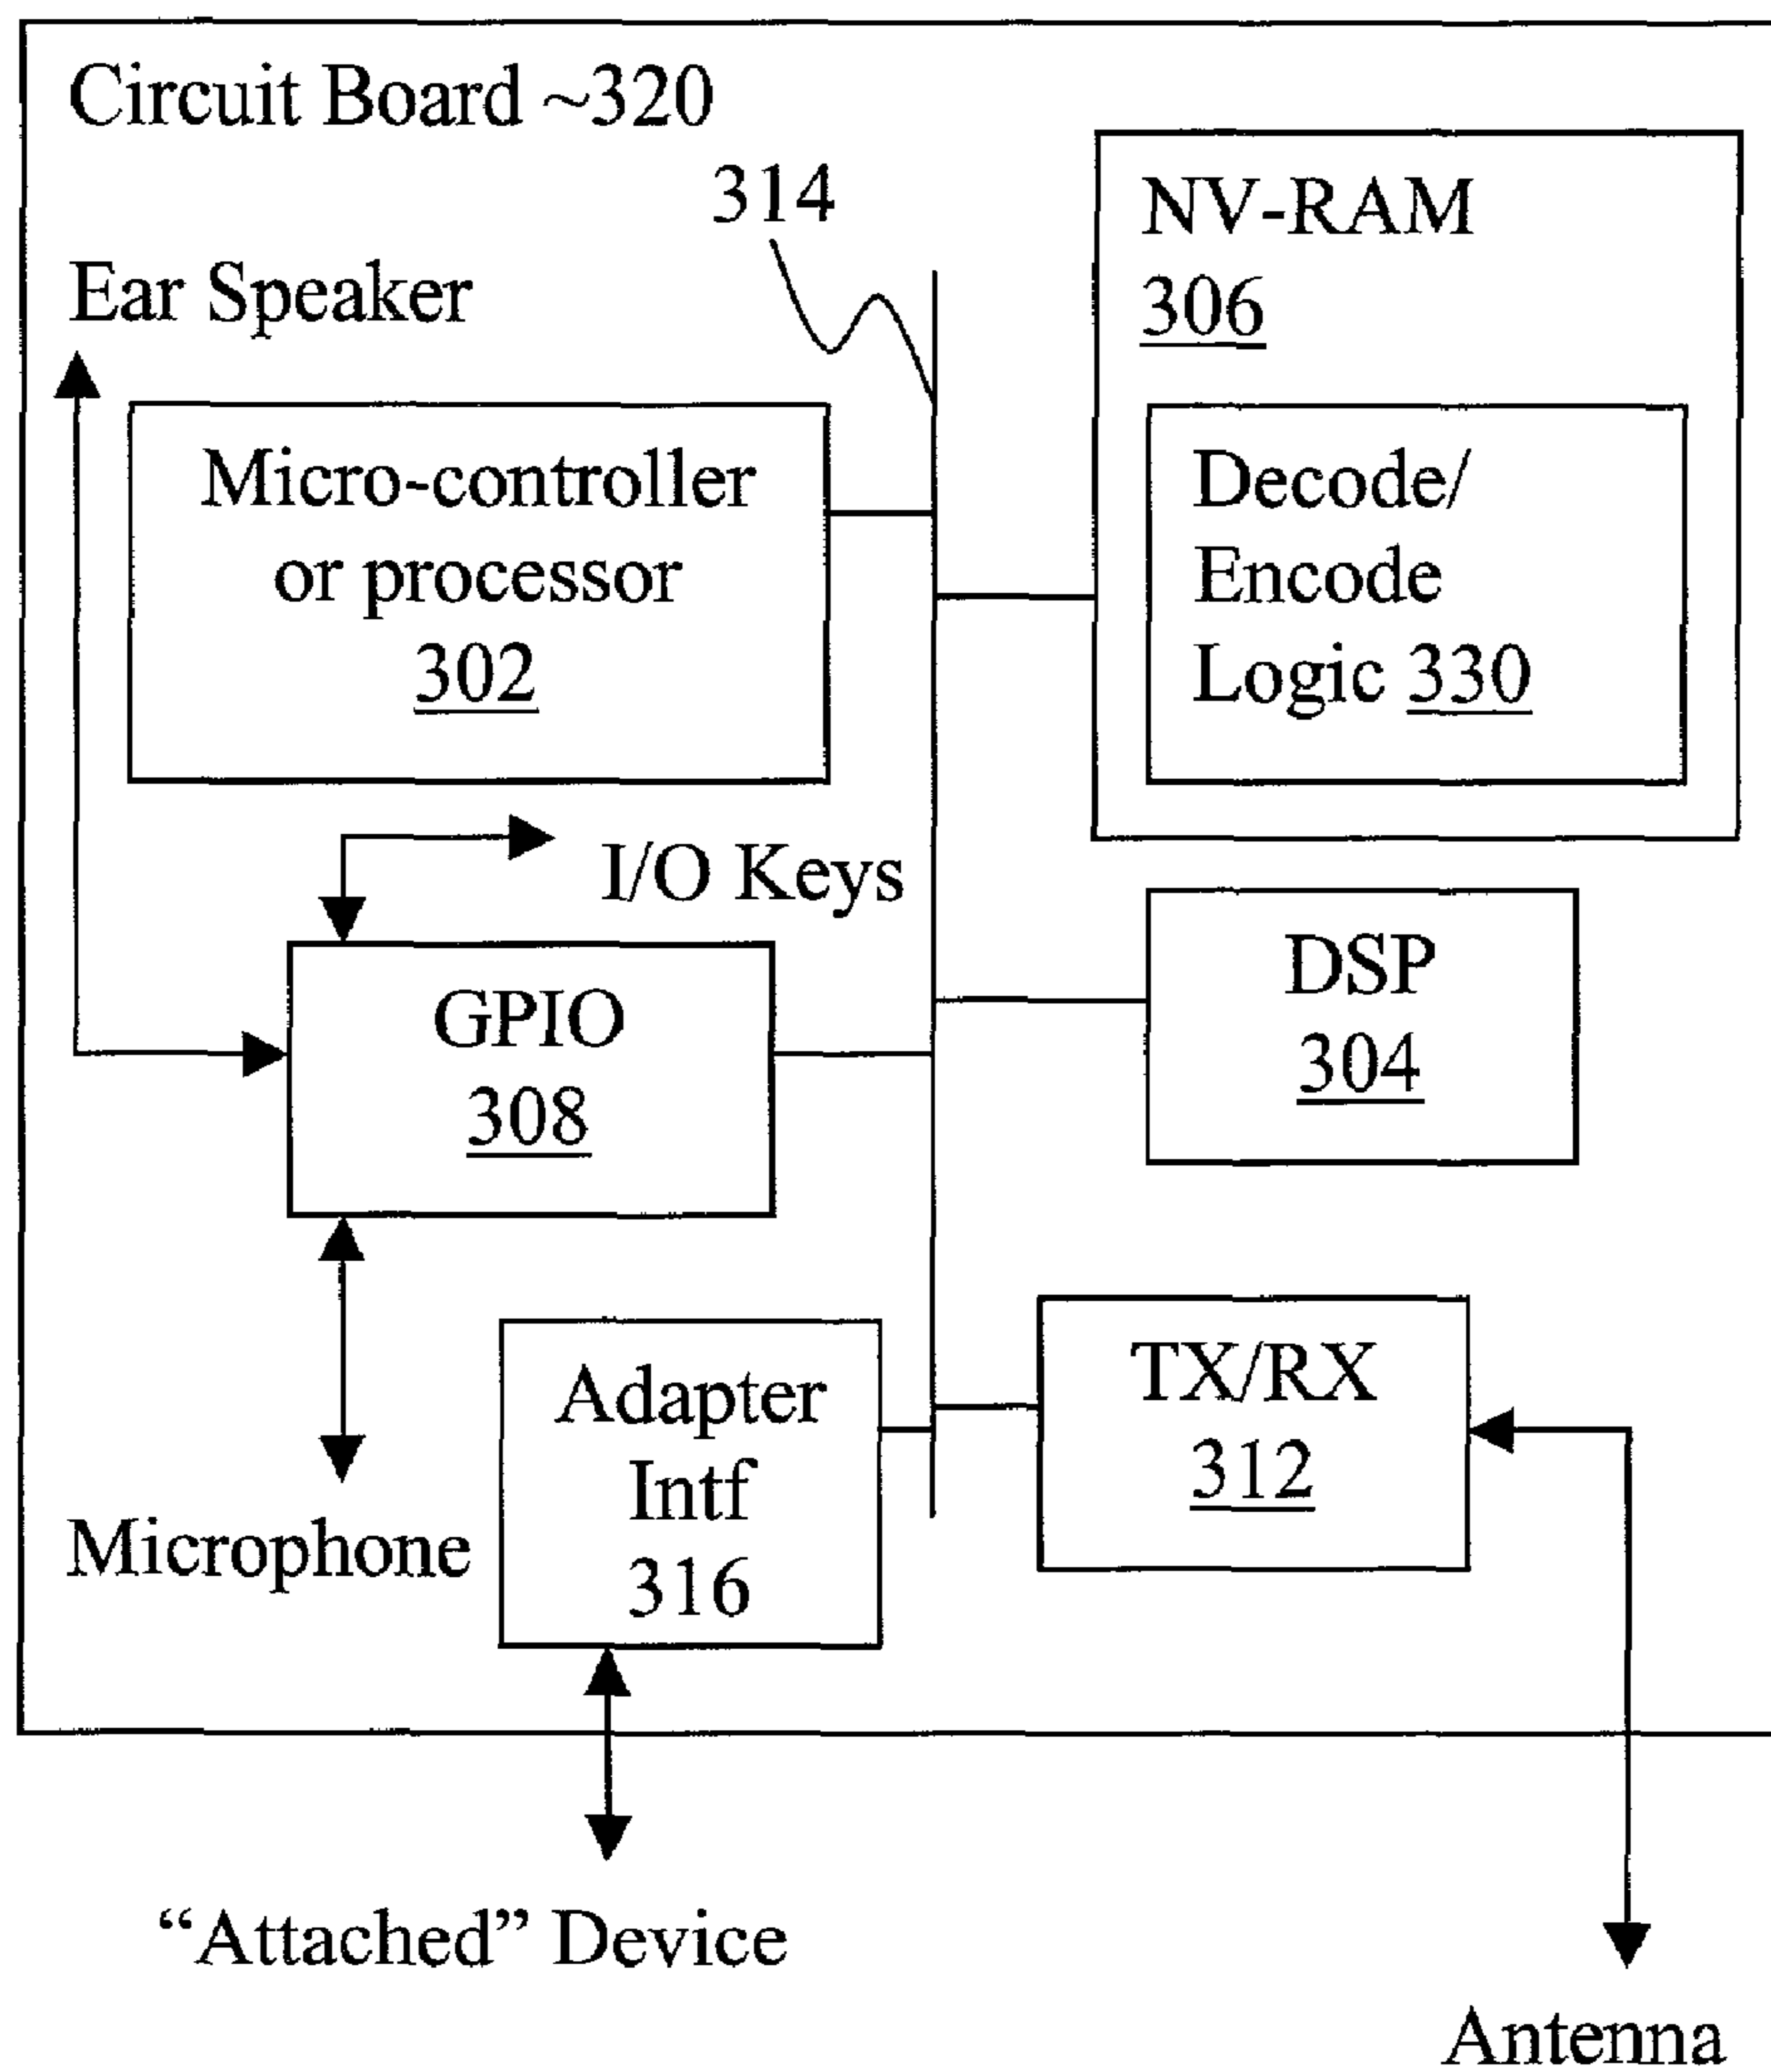 Circuit Board ~320
314
NV-RAM
306
Ear Speaker
Micro-controller
or processor
302
Decode/
Encode
Logic 330
I/O Keys
GPIO
308
DSP
304
Adapter
Intf
316
TX/RX
312
Microphone
“Attached” Device
Antenna